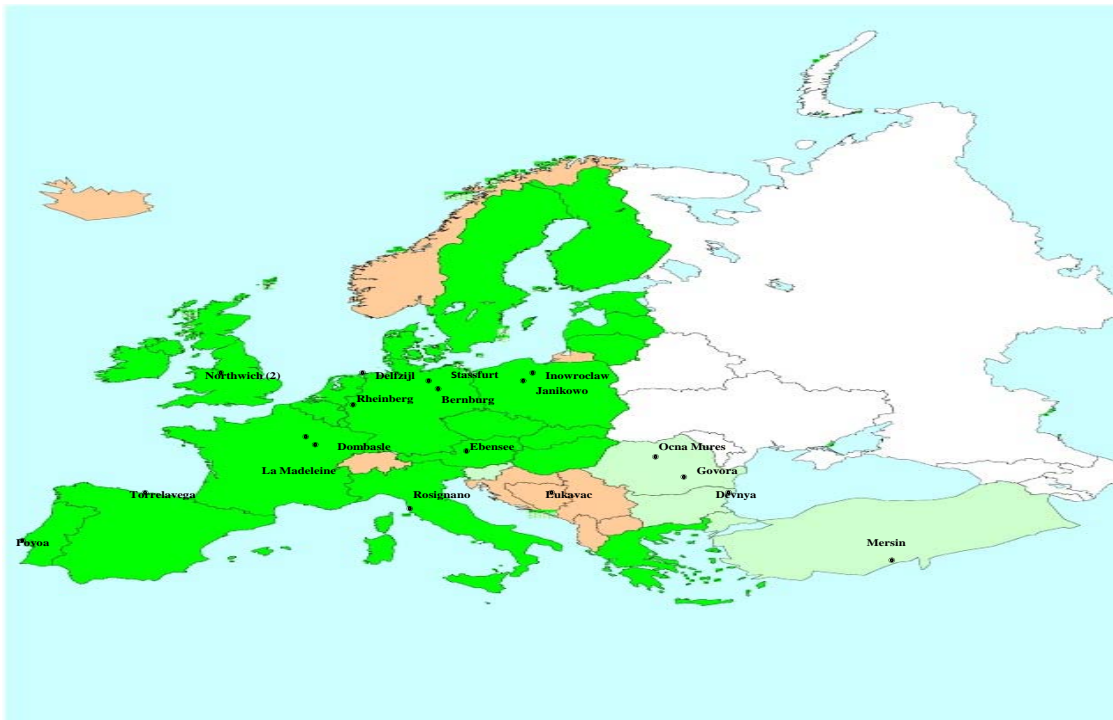 Northwich (2)
Delfzijl
Stassfurt
Inowroclaw
Janikowo
Rheinberg
Bernburg
Dombasle
Ebensee
Ocna Mures
La Madeleine
Govora
Torrelavega
Rosignano
Lukavac
Devnya
Povoa
Mersin